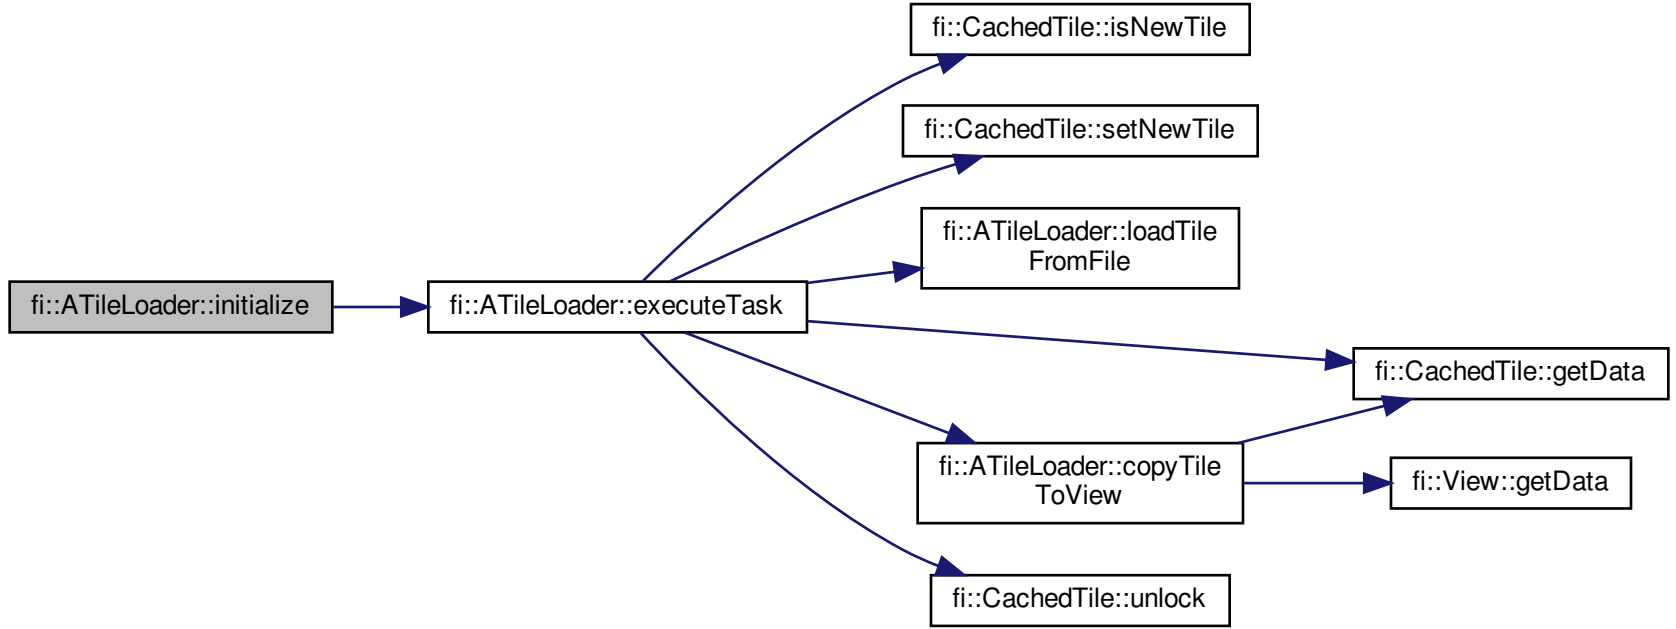 fi::CachedTile::isNewTile
fi::CachedTile::setNewTile
fi::ATileLoader::loadTile
FromFile
fi::ATileLoader::initialize
fi::ATileLoader::executeTask
fi::CachedTile::getData
fi::ATileLoader::copyTile
ToView
fi::View::getData
fi::CachedTile::unlock